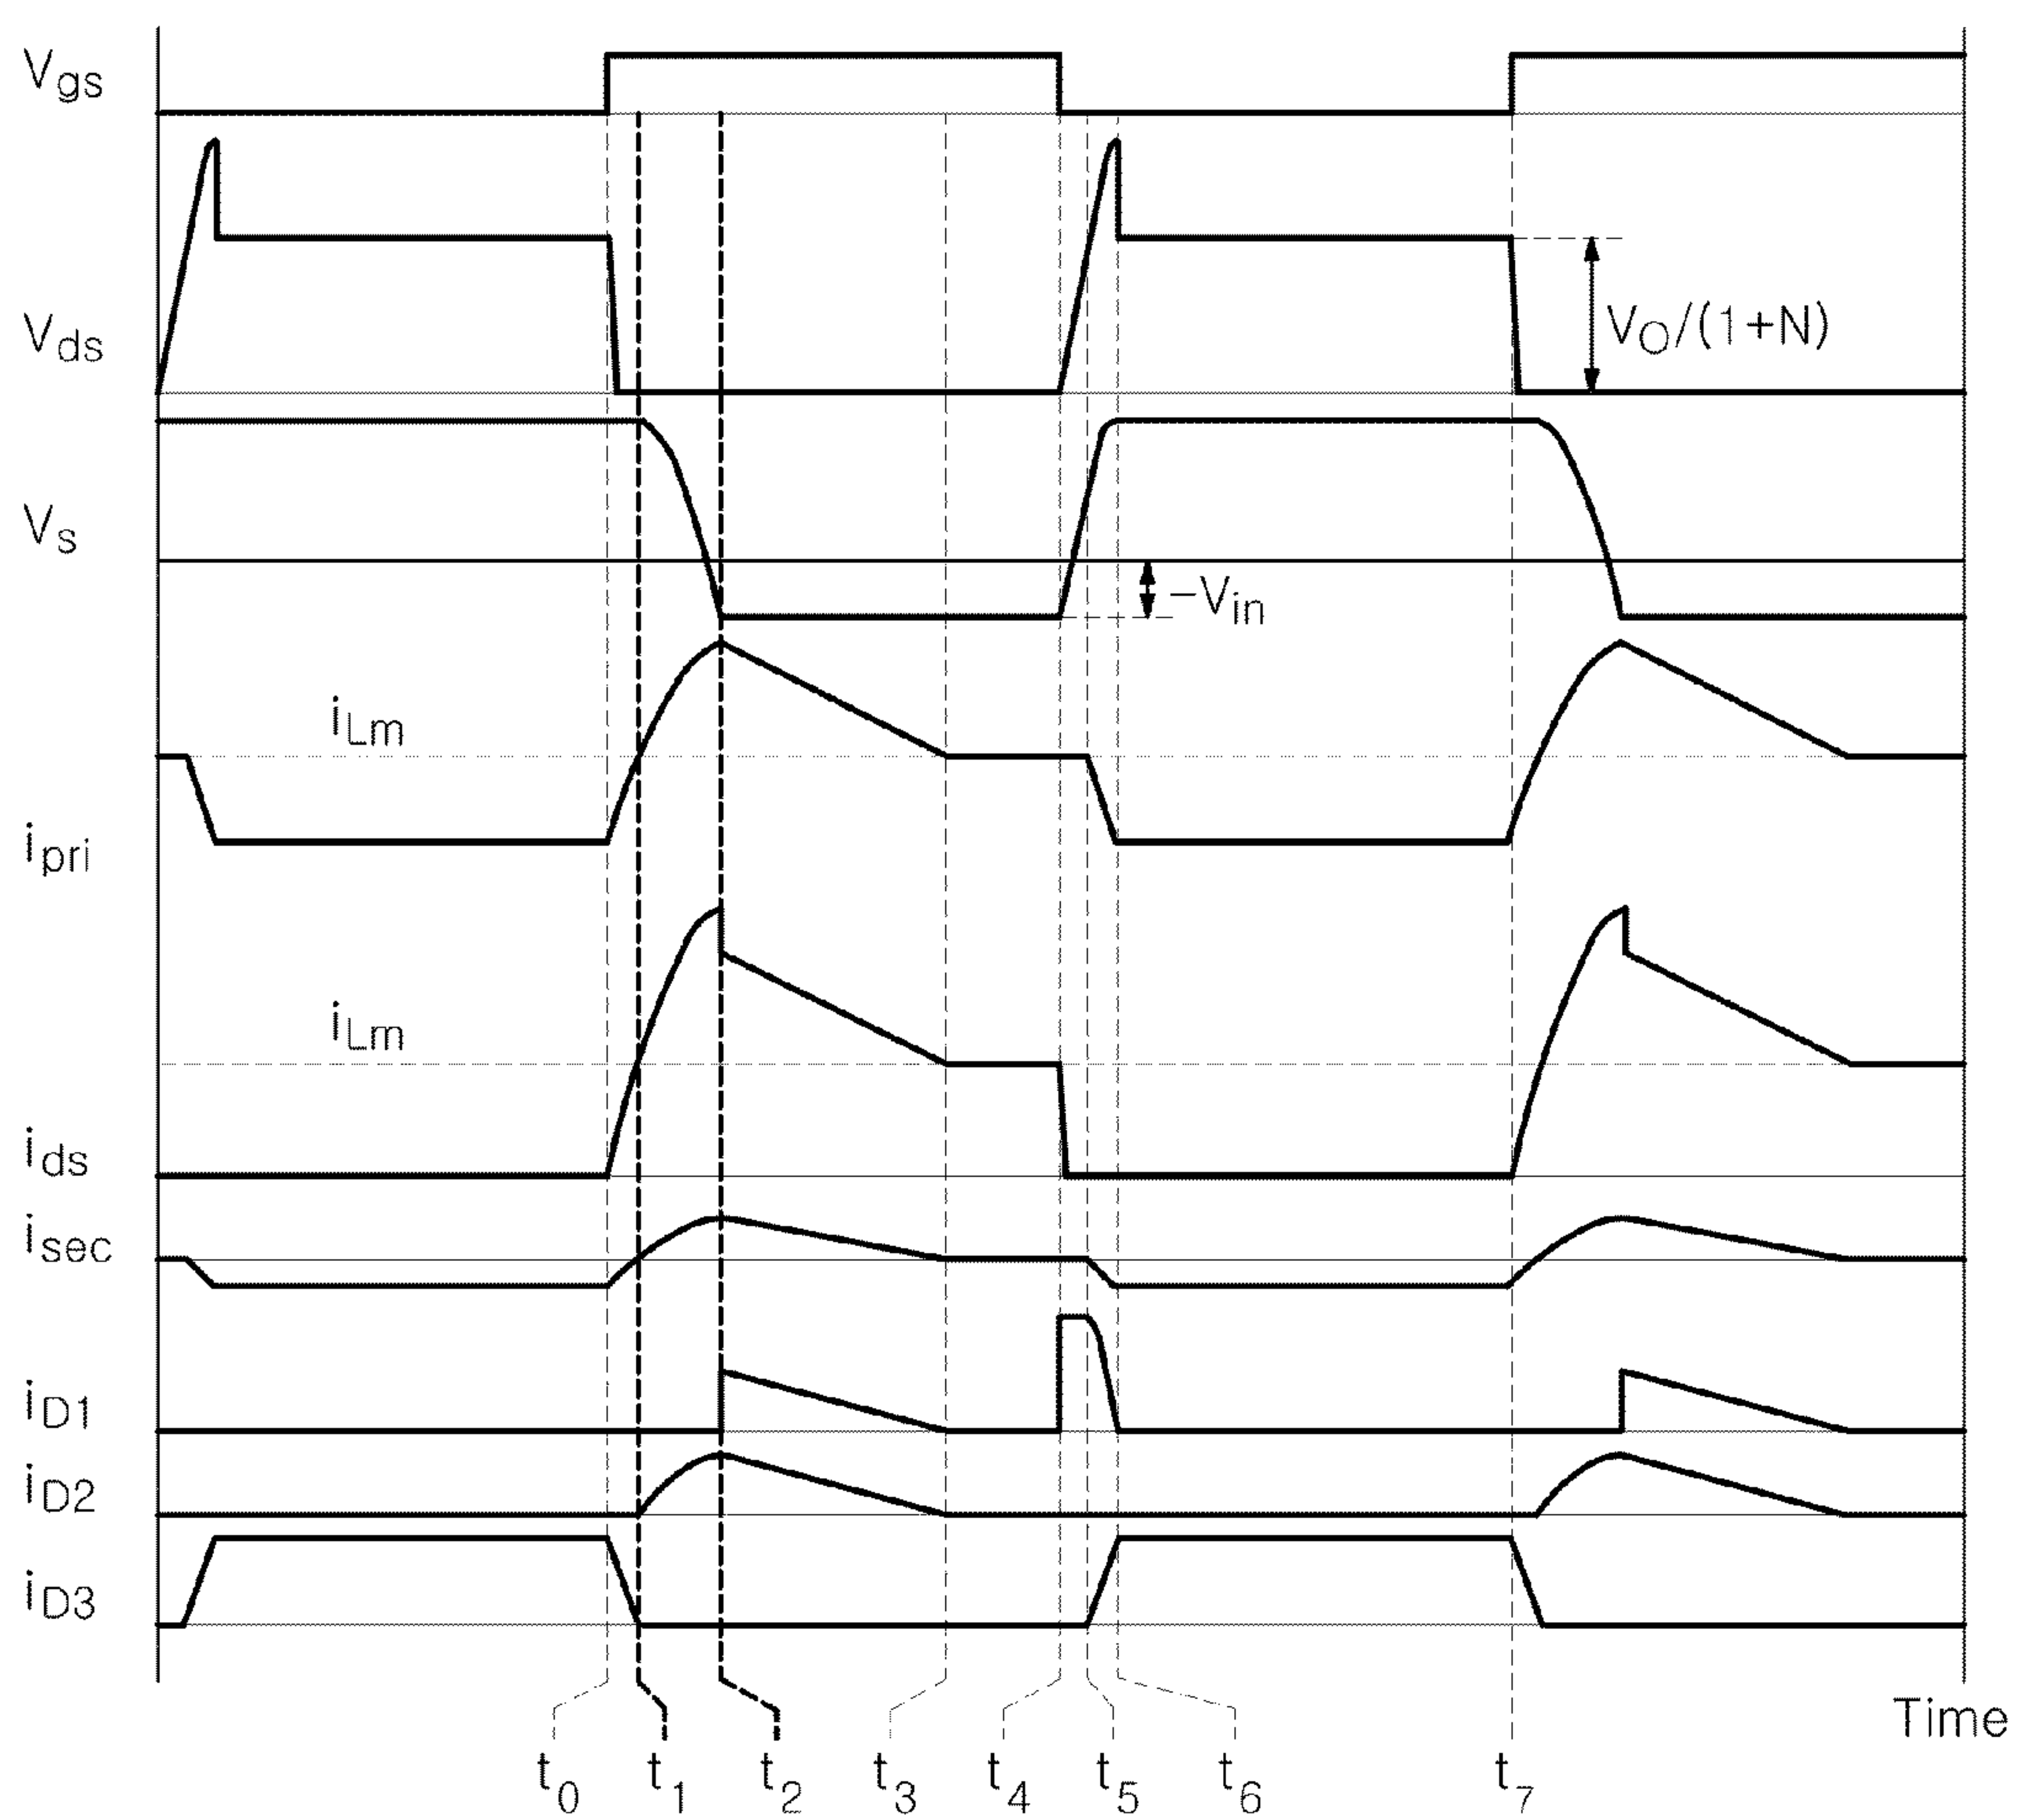 Vgs
Vds
VO/(1+N)
Vs
-Vin
iLm
ipri
iLm
ids
isec
iD1
iD2
iD3
Time
t0 t1 t2 t3 t4 t5 t6 t7